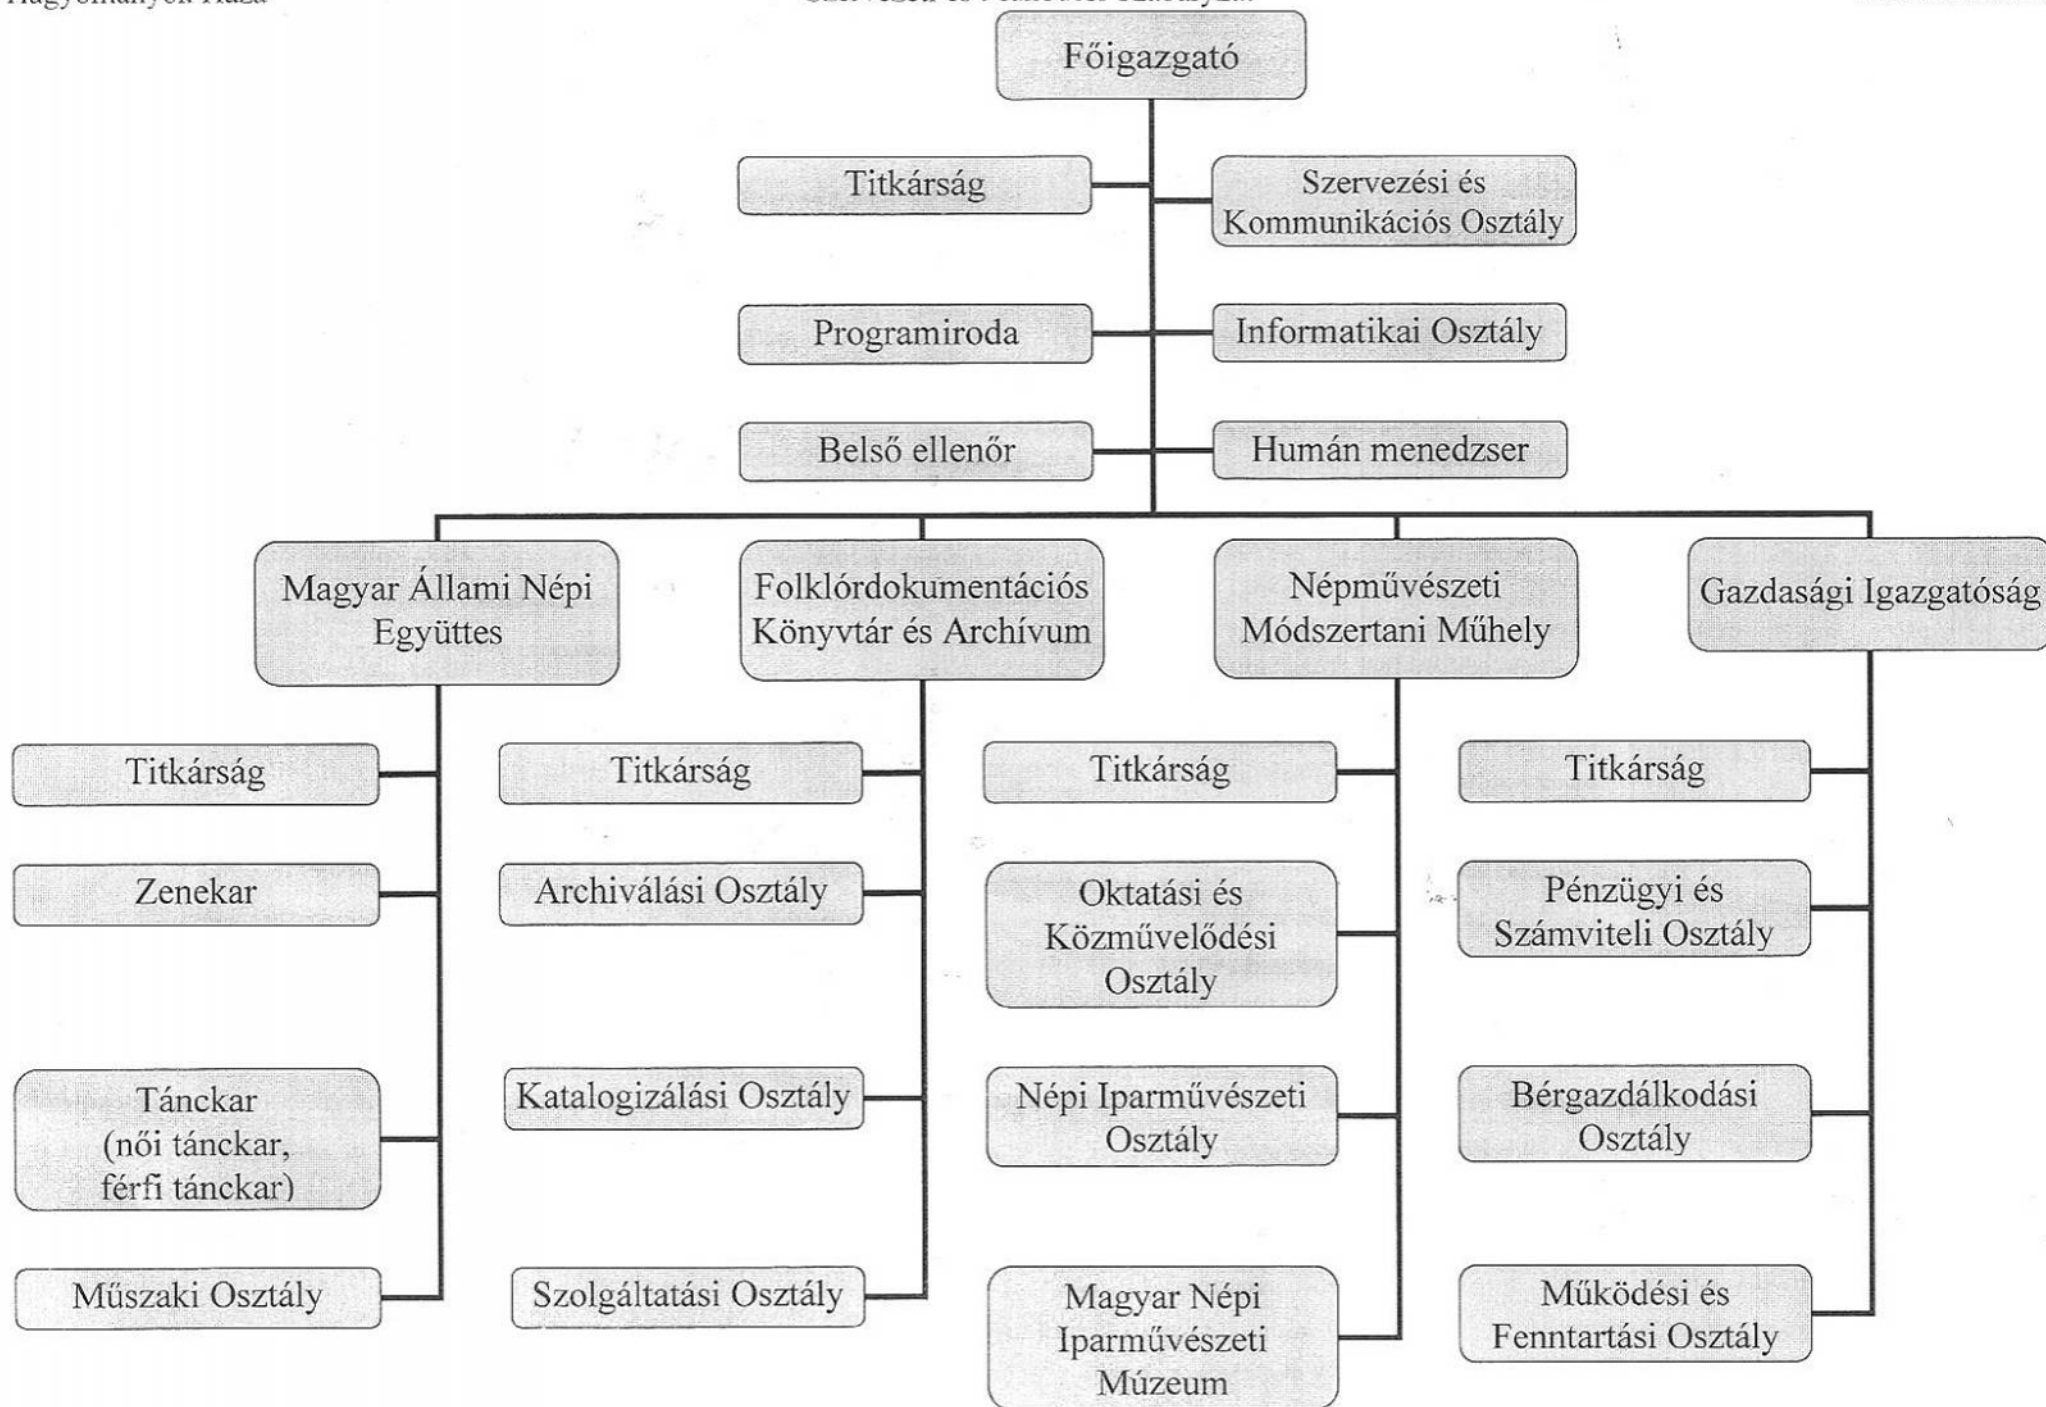 Főigazgató
Titkárság
Szervezési és
Kommunikációs Osztály
Programiroda
Informatikai Osztály
Belső ellenőr
Humán menedzser
Magyar Állami Népi
Együttes
Folklórdokumentációs
Könyvtár és Archívum
Népművészeti
Módszertani Műhely
Gazdasági Igazgatóság
Titkárság
Titkárság
Titkárság
Titkárság
Zenekar
Archiválási Osztály
Oktatási és
Közművelődési
Osztály
Pénzügyi és
Számviteli Osztály
Tánckar
(női tánckar,
férfi tánckar)
Katalogizálási Osztály
Népi Iparművészeti
Osztály
Bérgazdálkodási
Osztály
Műszaki Osztály
Szolgáltatási Osztály
Magyar Népi
Iparművészeti
Múzeum
Működési és
Fenntartási Osztály